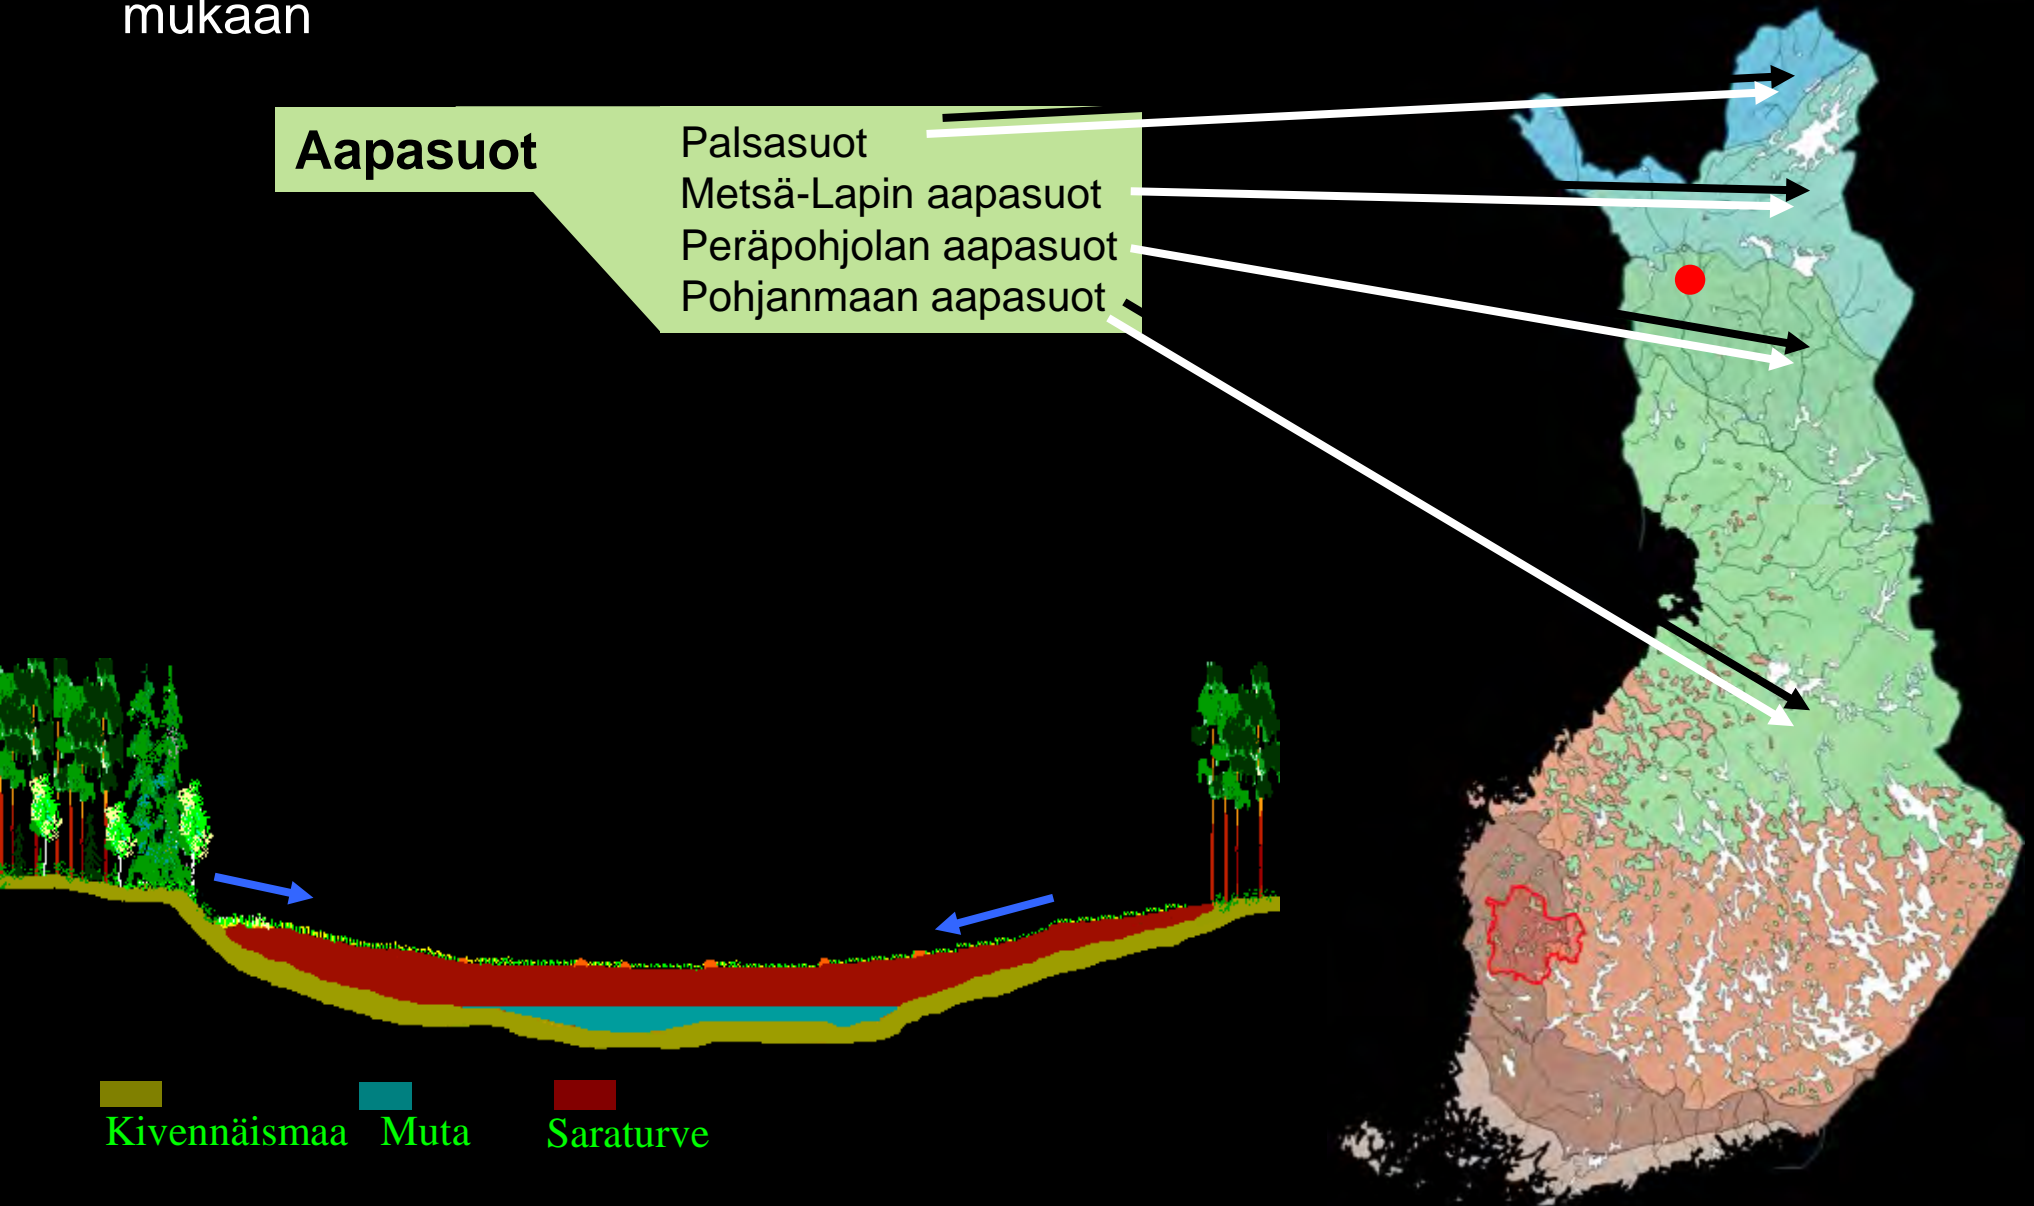 mukaan
Aapasuot
Palsasuot
Metsä-Lapin aapasuot
Peräpohjolan aapasuot
Pohjanmaan aapasuot
Kivennäismaa
Muta
Saraturve